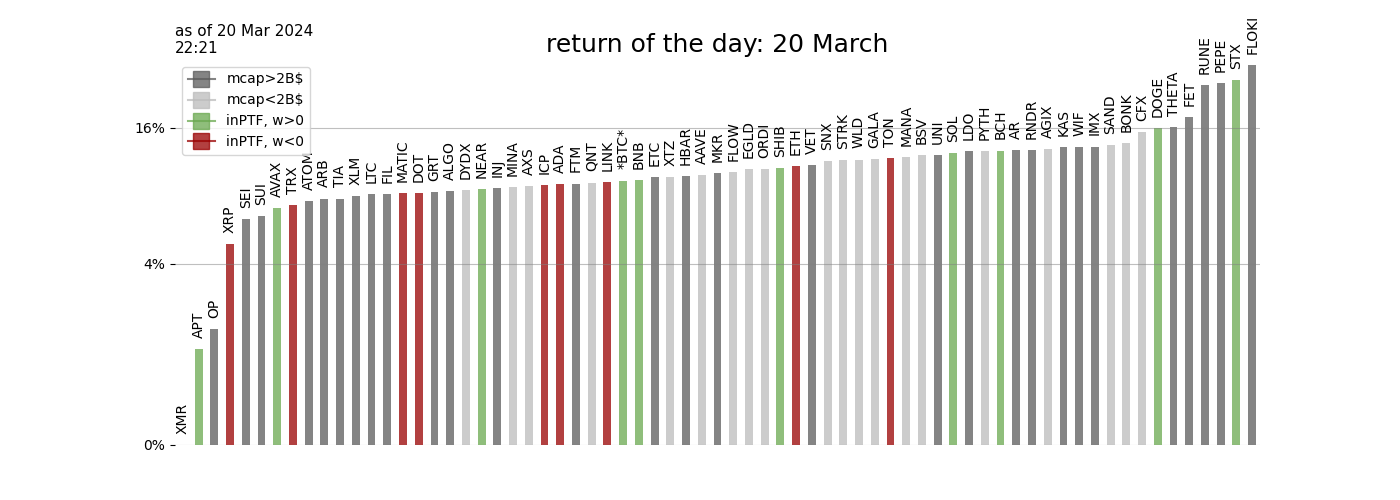 as of 20 Mar 2024
22:21
return of the day: 20 March
mcap>2B$
mcap<2B$
inPTF, w>0
inPTF, w<0
16%
4%
0%
XMR
APT
OP
XRP
SEI
SUI
AVAX
TRX
ATOM
ARB
TIA
XLM
LTC
FIL
MATIC
DOT
GRT
ALGO
DYDX
NEAR
INJ
MINA
AXS
ICP
ADA
FTM
QNT
LINK
*BTC*
BNB
ETC
XTZ
HBAR
AAVE
MKR
FLOW
EGLD
ORDI
SHIB
ETH
VET
SNX
STRK
WLD
GALA
TON
MANA
BSV
UNI
SOL
LDO
PYTH
BCH
AR
RNDR
AGIX
KAS
WIF
IMX
SAND
BONK
CFX
DOGE
THETA
FET
RUNE
PEPE
STX
FLOKI